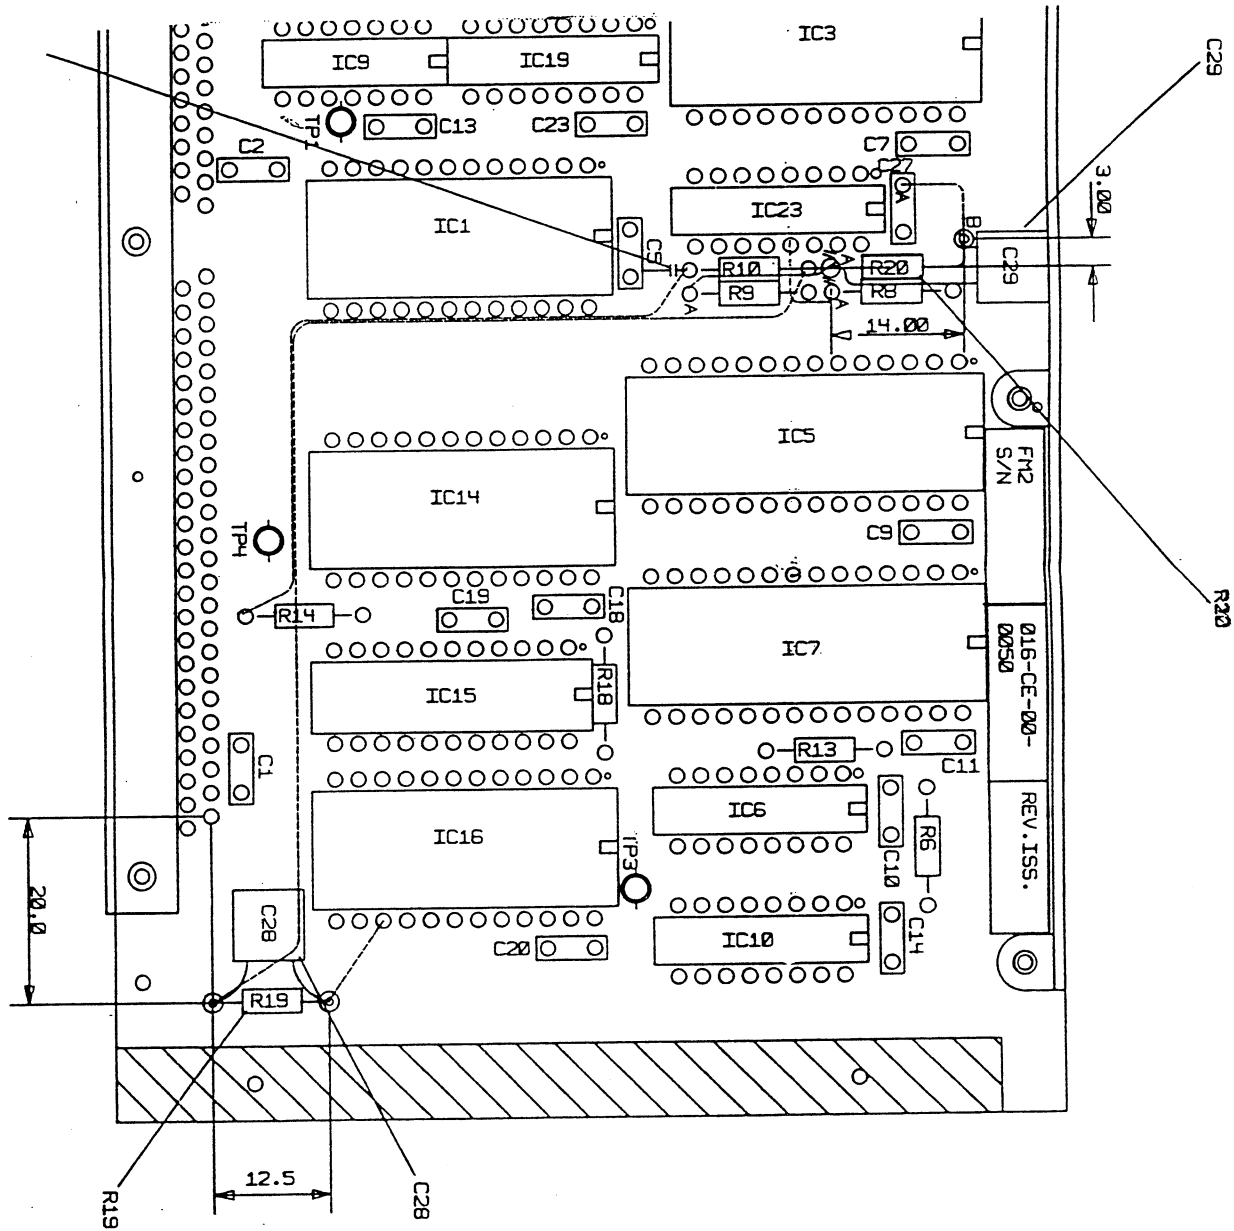 IC3
IC9
IC19
C29
TP1
C13
C23
C7
C2
C27
3.00
A
IC1
IC23
B
C5
C29
R10
A
R20
R9
A
R8
A
14.00
IC5
FM2
S/N
IC14
TP4
C9
R14
C19
C18
R20
IC7
016-CE-00-
0050
IC15
R18
R13
C11
C1
IC6
IC16
TP3
R6
C10
REV.ISS.
20.0
C28
C20
IC10
C14
R19
12.5
C28
R19